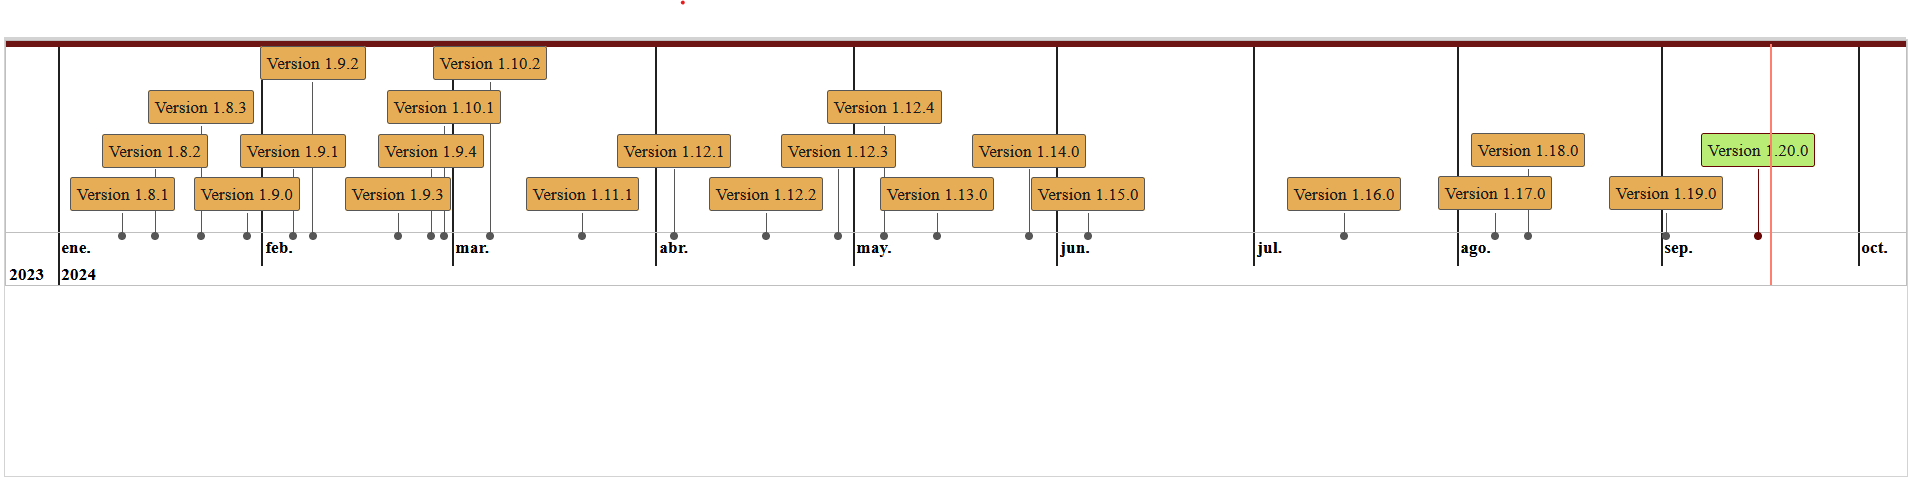 Version 1.9.2 Version 1.10.2
Version 1.8.3 Version 1.10.1 Version 1.12.4
Version 1.8.2 Version 1.9.1 Version 1.9.4 Version 1.12.1 Version 1.12.3 Version 1.14.0 Version 1.18.0 Version 1.20.0
Version 1.8.1 Version 1.9.0 Version 1.9.3 Version 1.11.1 Version 1.12.2 Version 1.13.0 Version 1.15.0 Version 1.16.0 Version 1.17.0 Version 1.19.0
ene. feb. mar. abr. may. jun. jul. ago. sep. oct.
2023 2024